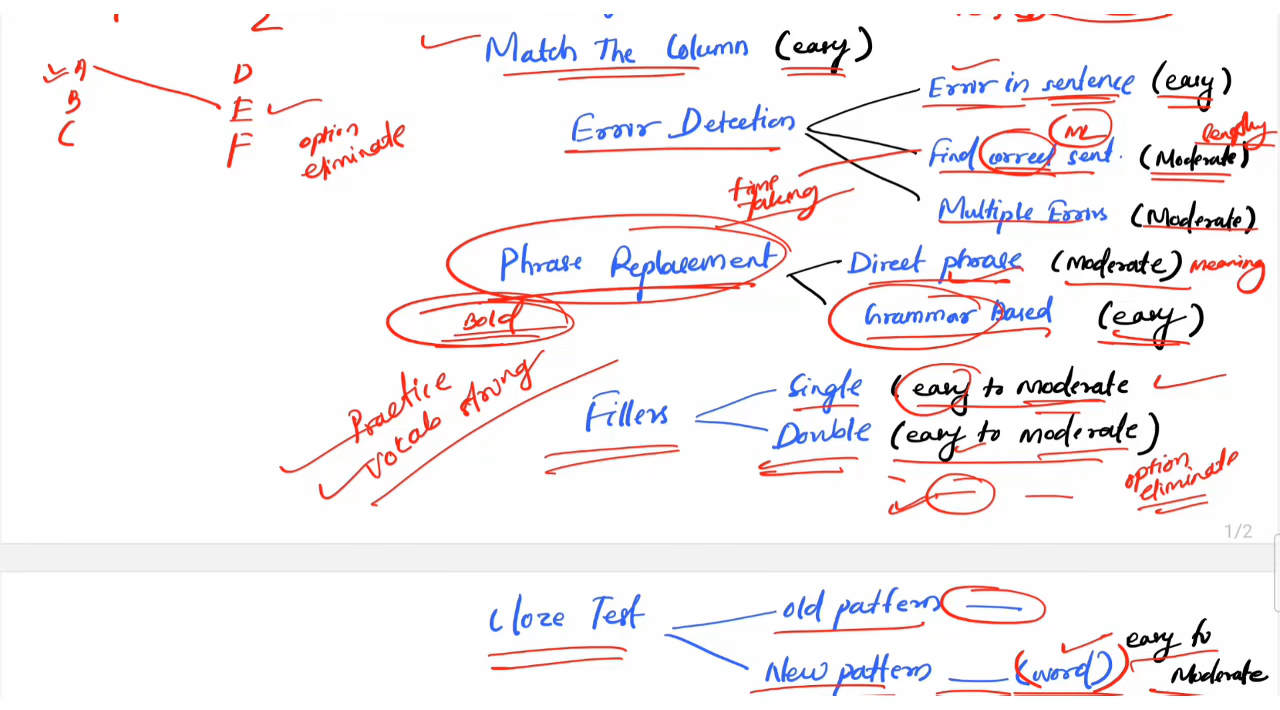 Match The Column (easy)
A D
B E
C F
option
eliminate
Error Detection
Error in sentence (easy)
Find correct sent. (Moderate)
lengthy
Multiple Errors (Moderate)
time
taking
Phrase Replacement
Direct phrase (Moderate) meaning
Grammar Based (easy)
Bold
Practice
Vocab strong
Fillers
Single (easy to moderate
Double (easy to moderate)
option
eliminate
1/2
Cloze Test
old pattern
New pattern ___ (word) easy to
Moderate